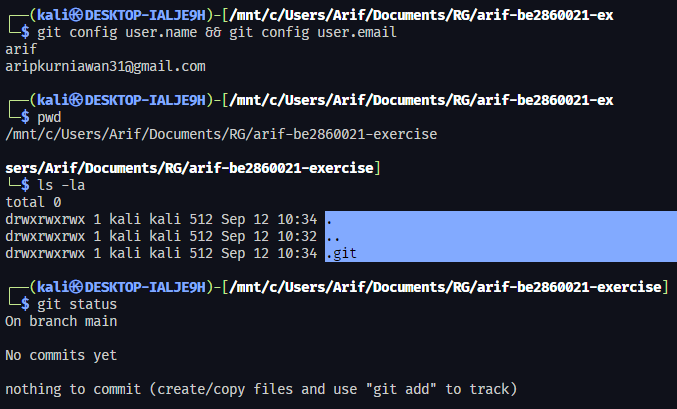 ┌──(kali㉿DESKTOP-IALJE9H)-[/mnt/c/Users/Arif/Documents/RG/arif-be2860021-ex
└─$ git config user.name && git config user.email
arif
aripkurniawan31@gmail.com
┌──(kali㉿DESKTOP-IALJE9H)-[/mnt/c/Users/Arif/Documents/RG/arif-be2860021-ex
└─$ pwd
/mnt/c/Users/Arif/Documents/RG/arif-be2860021-exercise
sers/Arif/Documents/RG/arif-be2860021-exercise]
└─$ ls -la
total 0
drwxrwxrwx 1 kali kali 512 Sep 12 10:34 .
drwxrwxrwx 1 kali kali 512 Sep 12 10:32 ..
drwxrwxrwx 1 kali kali 512 Sep 12 10:34 .git
┌──(kali㉿DESKTOP-IALJE9H)-[/mnt/c/Users/Arif/Documents/RG/arif-be2860021-exercise]
└─$ git status
On branch main
No commits yet
nothing to commit (create/copy files and use "git add" to track)